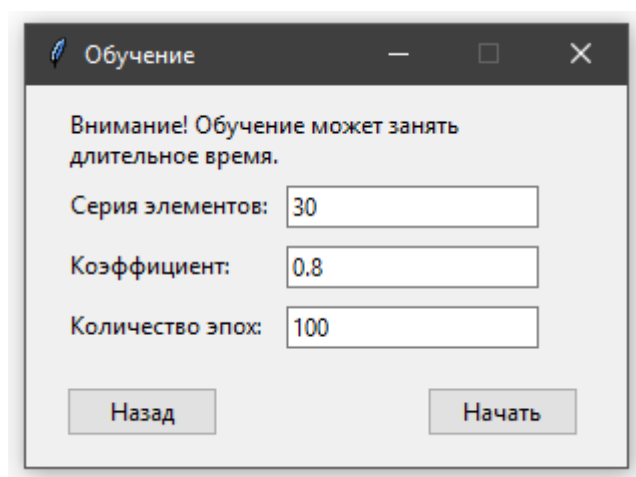 Обучение
Внимание! Обучение может занять
длительное время.
Серия элементов: 30
Коэффициент: 0.8
Количество эпох: 100
Назад Начать